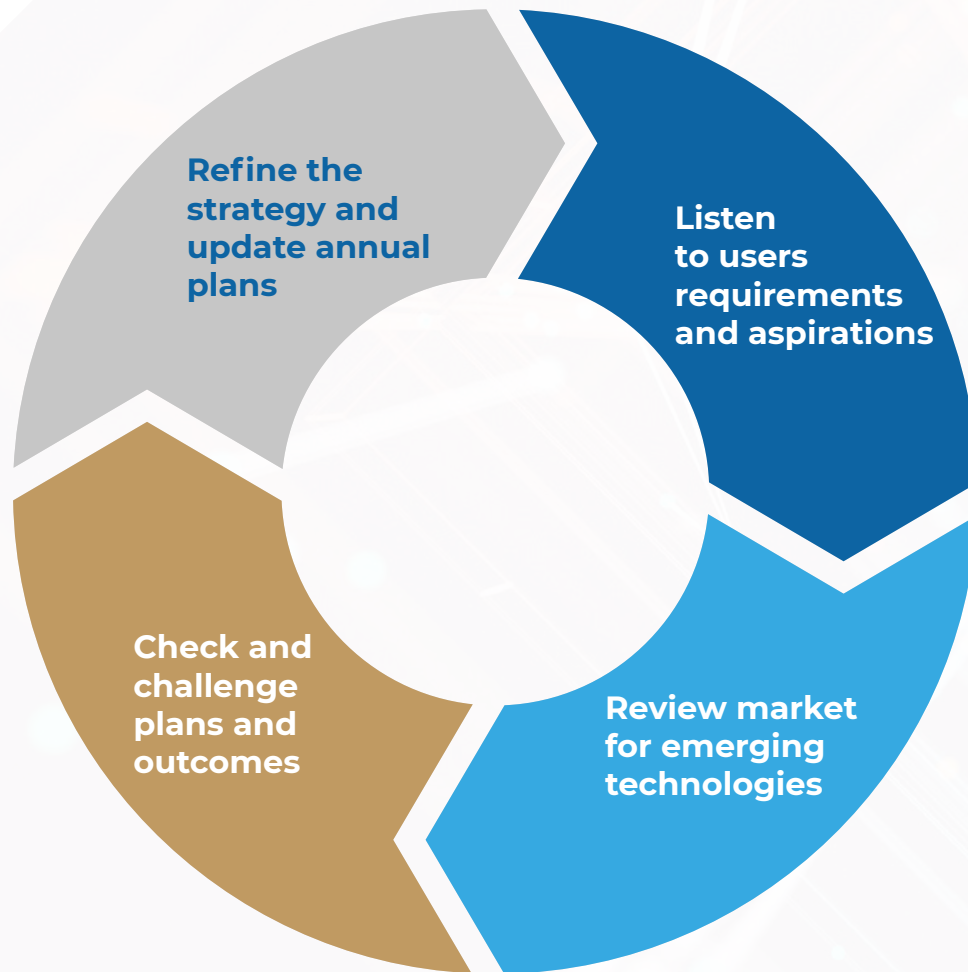 Refine the
strategy and
update annual
plans
Listen
to users
requirements
and aspirations
Review market
for emerging
technologies
Check and
challenge
plans and
outcomes